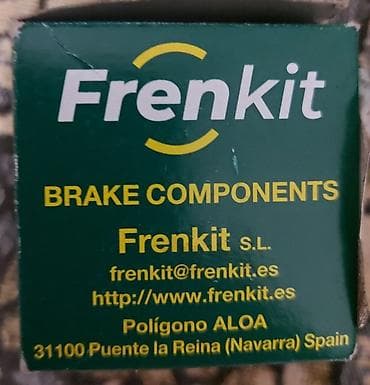 Frenkit
BRAKE COMPONENTS
Frenkit S.L.
frenkit@frenkit.es
http://www.frenkit.es
Polígono ALOA
31100 Puente la Reina (Navarra) Spain